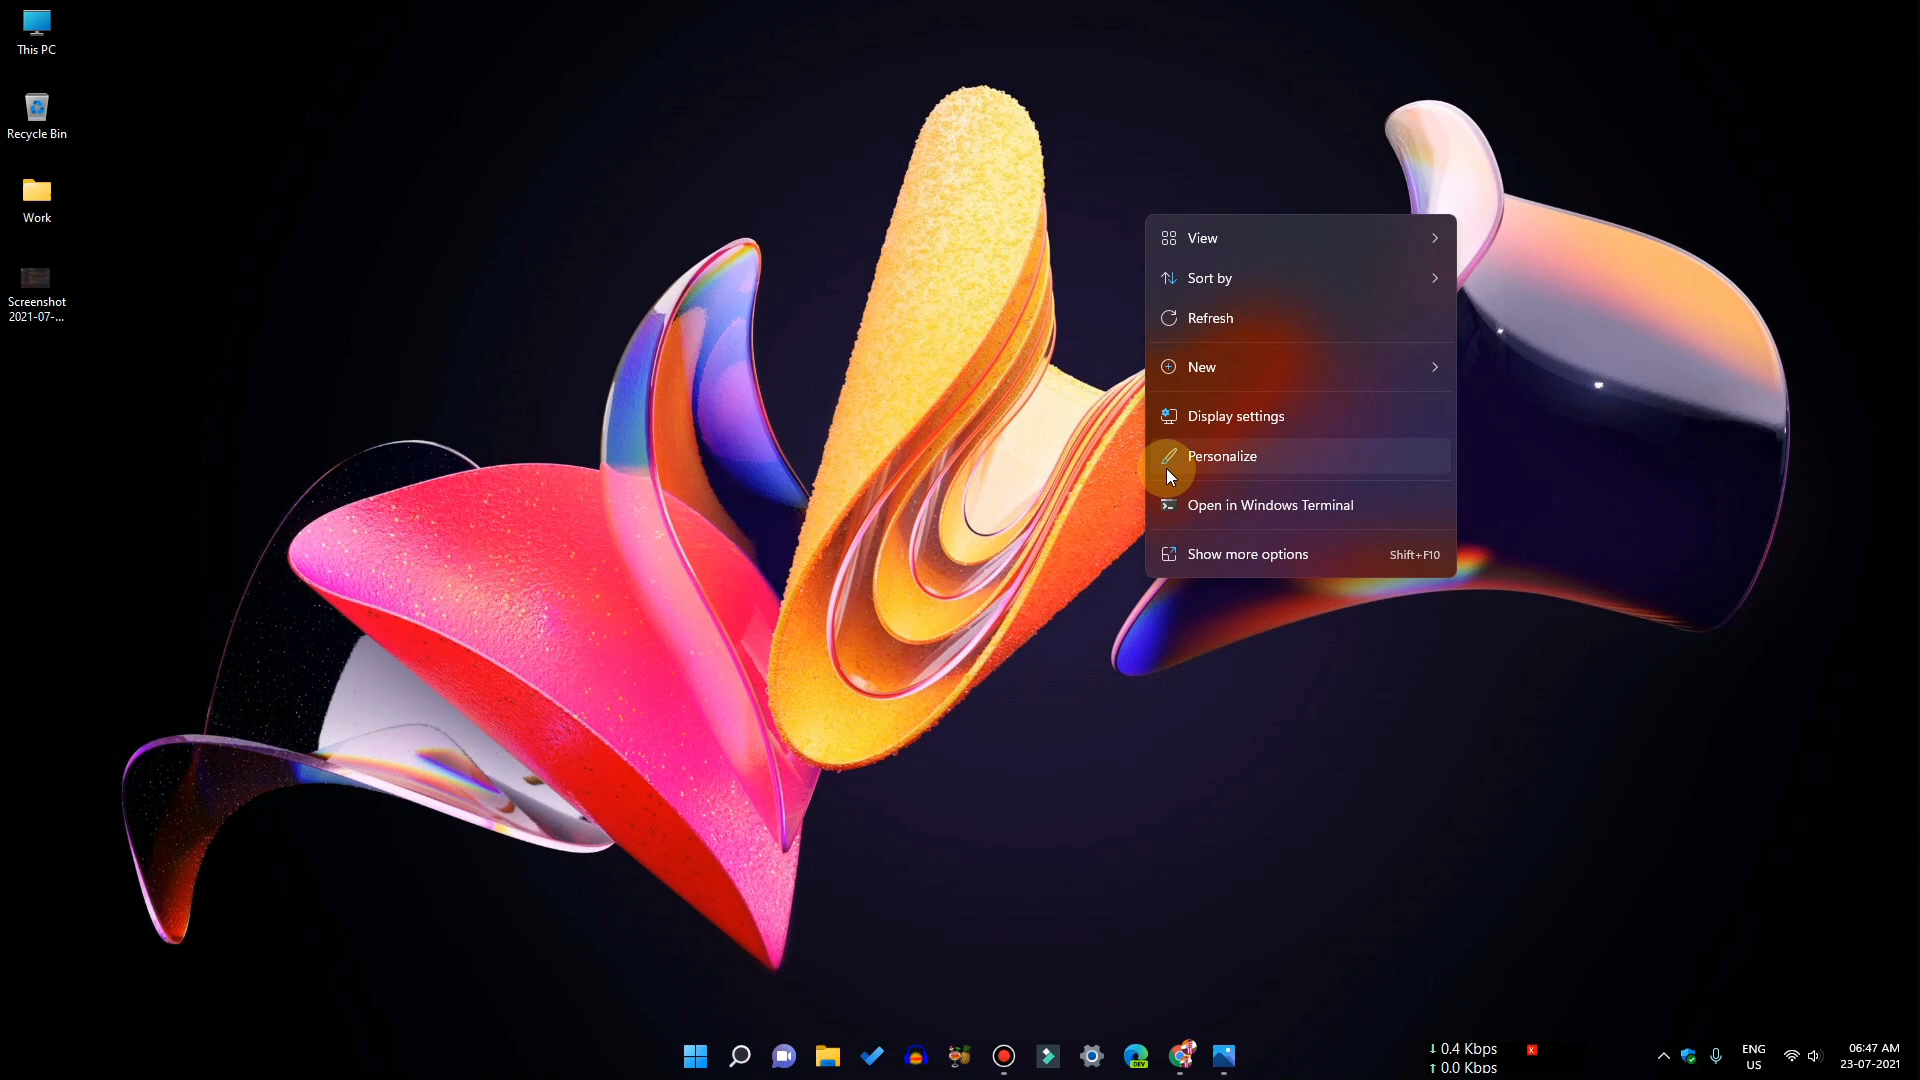 This PC
Recycle Bin
Work
Screenshot
2021-07-...
View
Sort by
Refresh
New
Display settings
Personalize
Open in Windows Terminal
Show more options Shift+F10
DEV
↓ 0.4 Kbps
↑ 0.0 Kbps
X
ENG
US
06:47 AM
23-07-2021